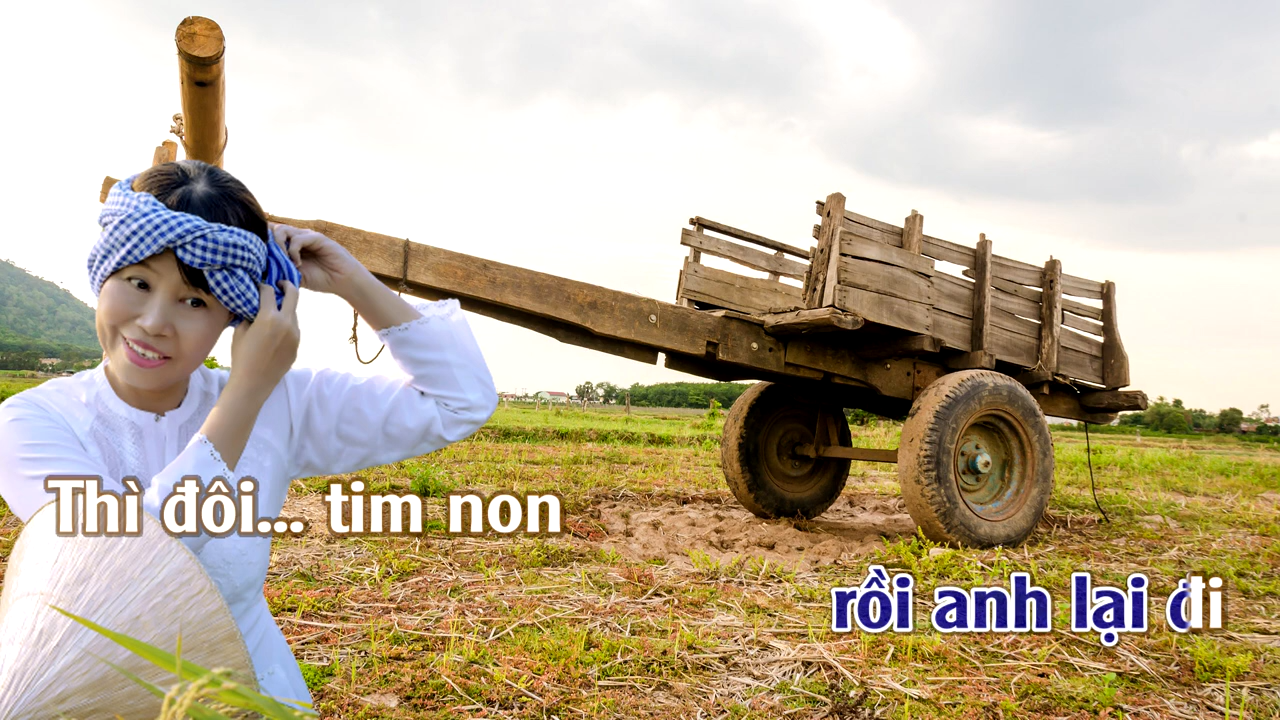 Thì đôi... tim non
rồi anh lại đi